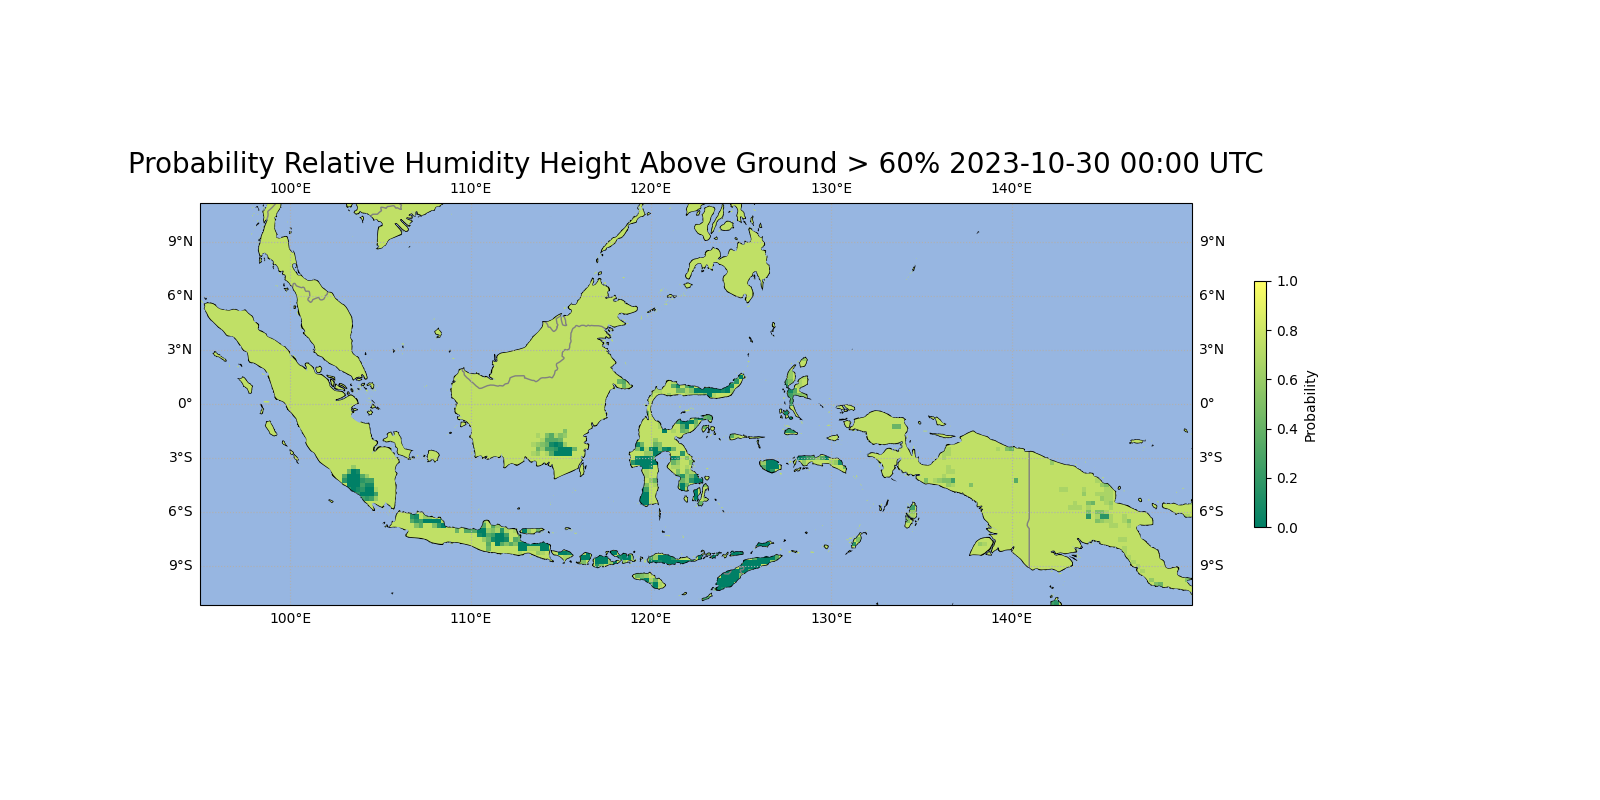 Probability Relative Humidity Height Above Ground > 60% 2023-10-30 00:00 UTC
100°E 110°E 120°E 130°E 140°E
9°N 9°N
6°N 6°N
3°N 3°N
0° 0°
3°S 3°S
6°S 6°S
9°S 9°S
100°E 110°E 120°E 130°E 140°E
1.0
0.8
0.6
0.4
0.2
0.0
Probability